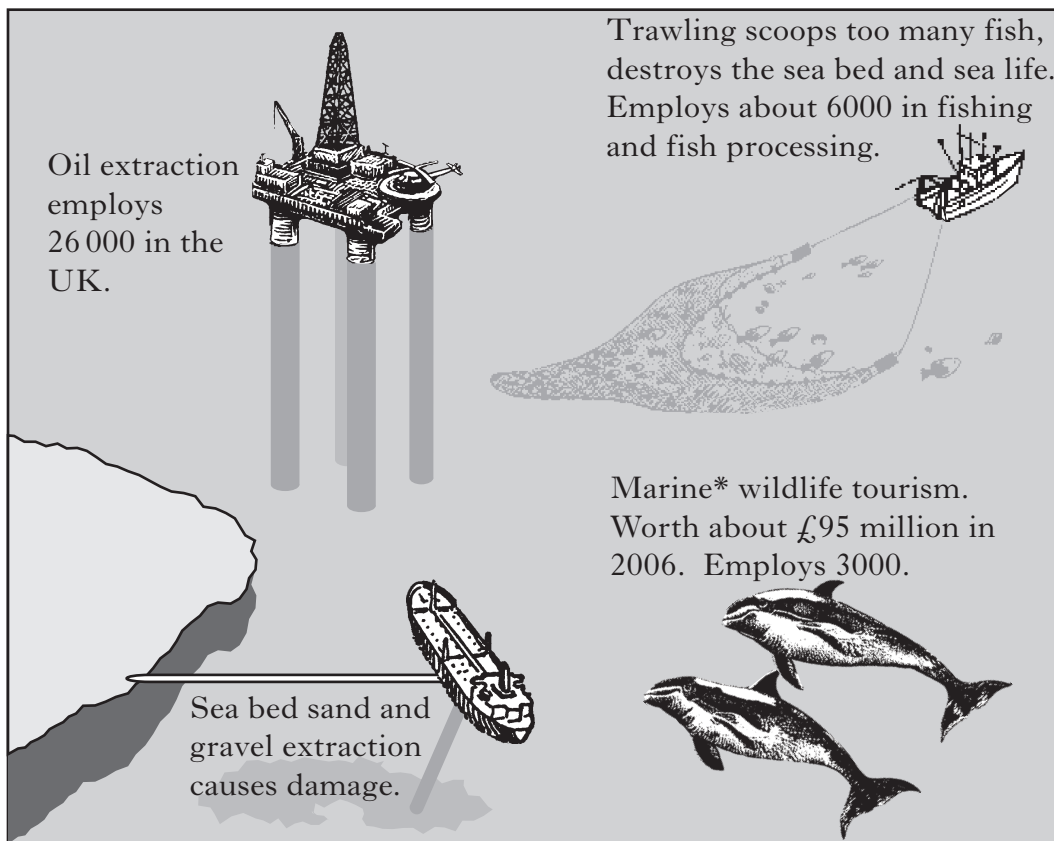 Trawling scoops too many fish,
destroys the sea bed and sea life.
Employs about 6000 in fishing
and fish processing.
Oil extraction
employs
26 000 in the
UK.
Marine* wildlife tourism.
Worth about £95 million in
2006. Employs 3000.
Sea bed sand and
gravel extraction
causes damage.